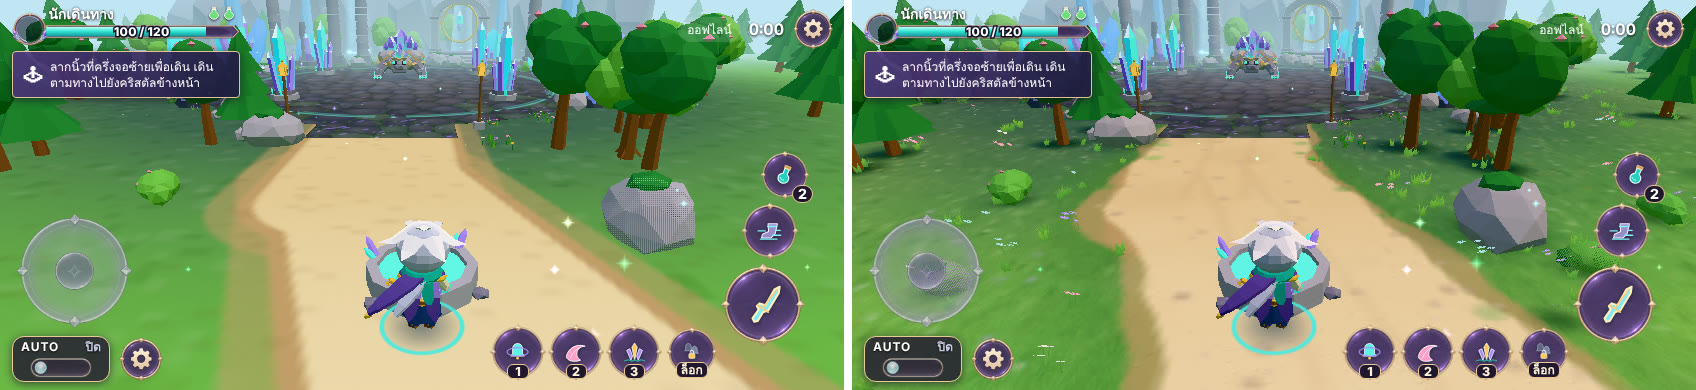 นักเดินทาง
100 / 120
ออฟไลน์ 0:00
ลากนิ้วที่ครึ่งจอซ้ายเพื่อเดิน เดิน
ตามทางไปยังคริสตัลข้างหน้า
2
AUTO ปิด
1 2 3 ล็อก
นักเดินทาง
100 / 120
ออฟไลน์ 0:00
ลากนิ้วที่ครึ่งจอซ้ายเพื่อเดิน เดิน
ตามทางไปยังคริสตัลข้างหน้า
2
AUTO ปิด
1 2 3 ล็อก